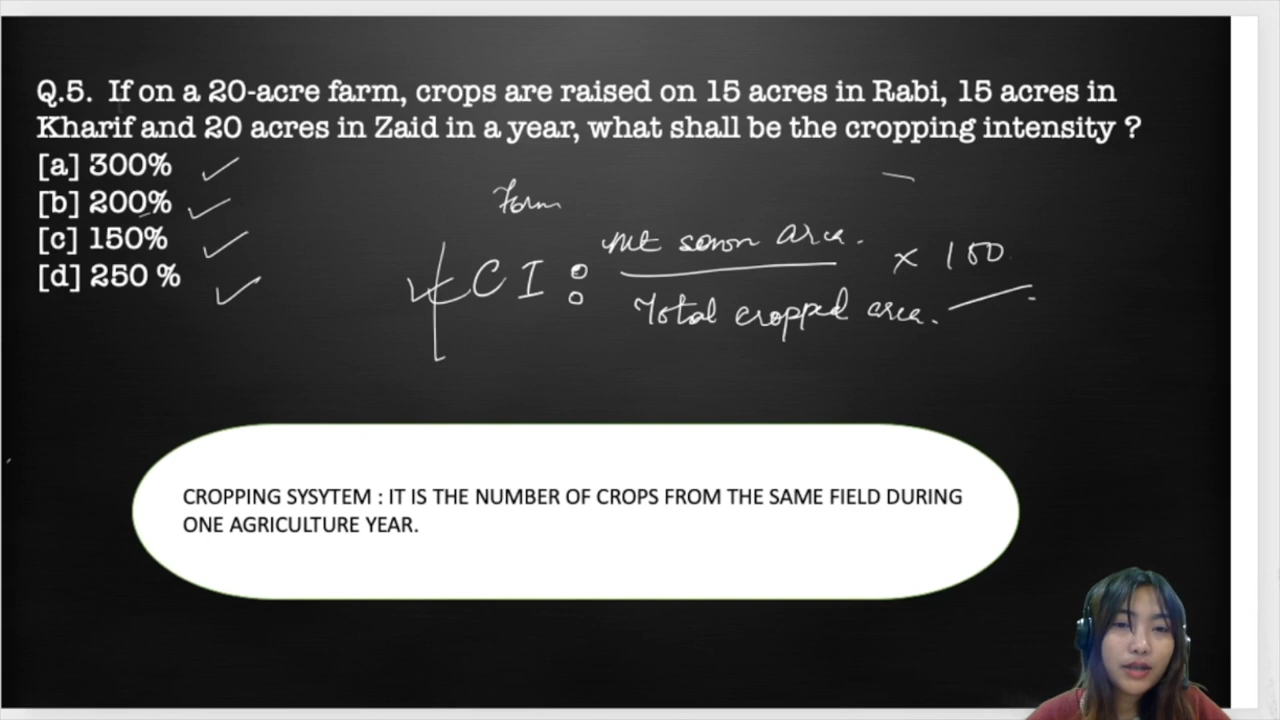 Q.5. If on a 20-acre farm, crops are raised on 15 acres in Rabi, 15 acres in
Kharif and 20 acres in Zaid in a year, what shall be the cropping intensity ?
[a] 300%
[b] 200%
[c] 150%
[d] 250 %
Form
CI : area.
x 100
Total cropped area.
CROPPING SYSYTEM : IT IS THE NUMBER OF CROPS FROM THE SAME FIELD DURING
ONE AGRICULTURE YEAR.